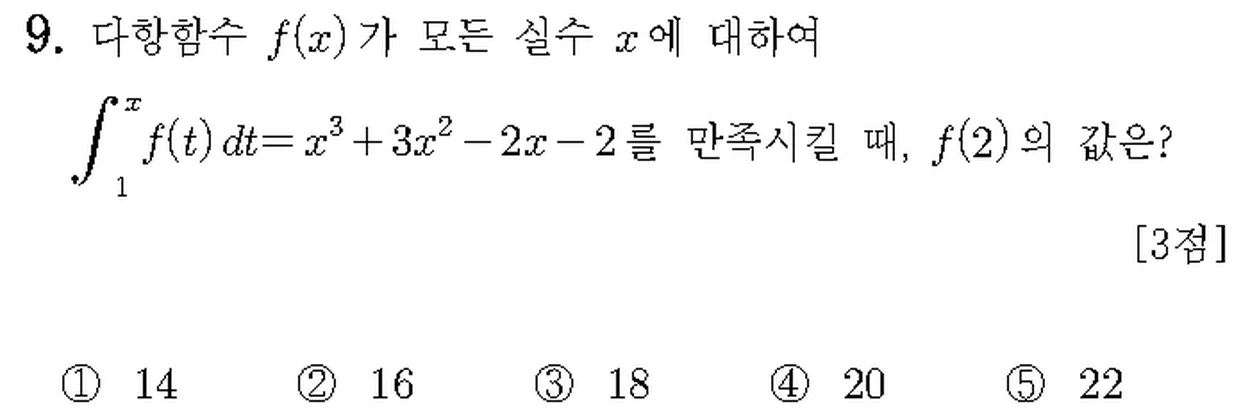 9. 다항함수 f(x)가 모든 실수 x에 대하여
∫₁ˣ f(t) dt = x³ + 3x² − 2x − 2를 만족시킬 때, f(2)의 값은?
[3점]
① 14 ② 16 ③ 18 ④ 20 ⑤ 22